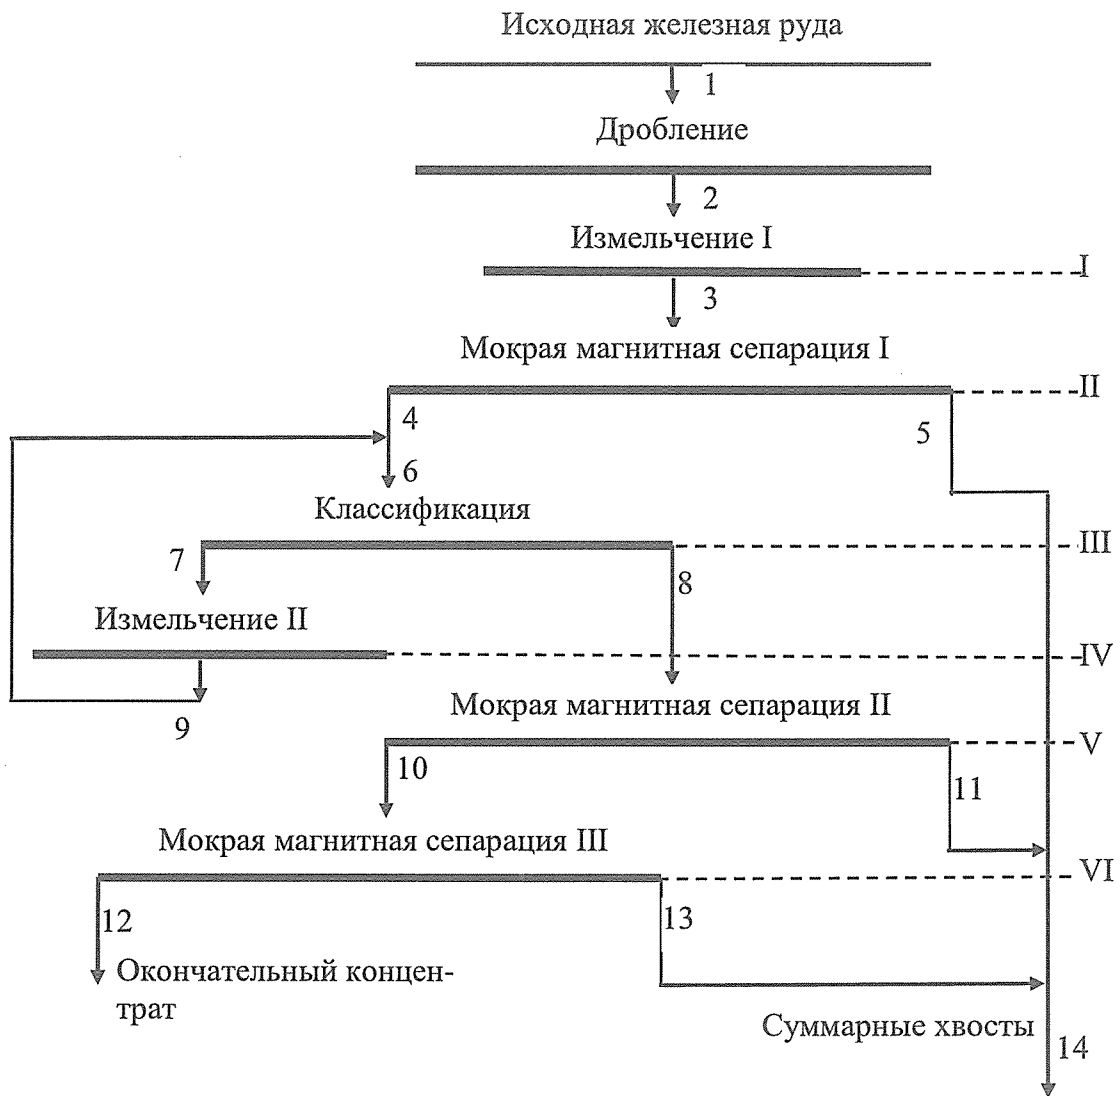 Исходная железная руда
1
Дробление
2
Измельчение I
I
3
Мокрая магнитная сепарация I
II
4
5
6
Классификация
III
7
8
Измельчение II
IV
9
Мокрая магнитная сепарация II
V
10
11
Мокрая магнитная сепарация III
VI
12
13
Окончательный концен-
трат
Суммарные хвосты
14